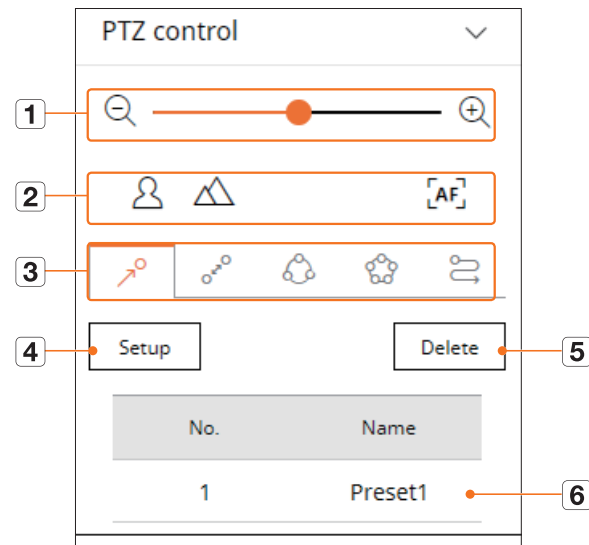 PTZ control
1
2
AF
3
4 Setup Delete 5
No. Name
1 Preset1 6